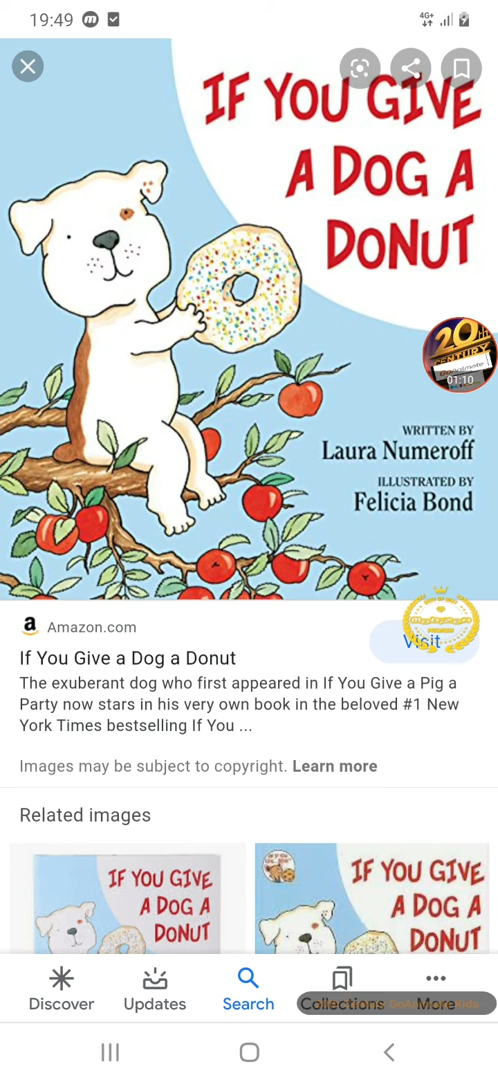 19:49
4G+
IF YOU GIVE
A DOG A
DONUT
20th
CENTURY
01:10
WRITTEN BY
Laura Numeroff
ILLUSTRATED BY
Felicia Bond
a Amazon.com
Visit
If You Give a Dog a Donut
The exuberant dog who first appeared in If You Give a Pig a
Party now stars in his very own book in the beloved #1 New
York Times bestselling If You ...
Images may be subject to copyright. Learn more
Related images
IF YOU GIVE
A DOG A
DONUT
IF YOU GIVE
A DOG A
DONUT
Discover Updates Search Collections More